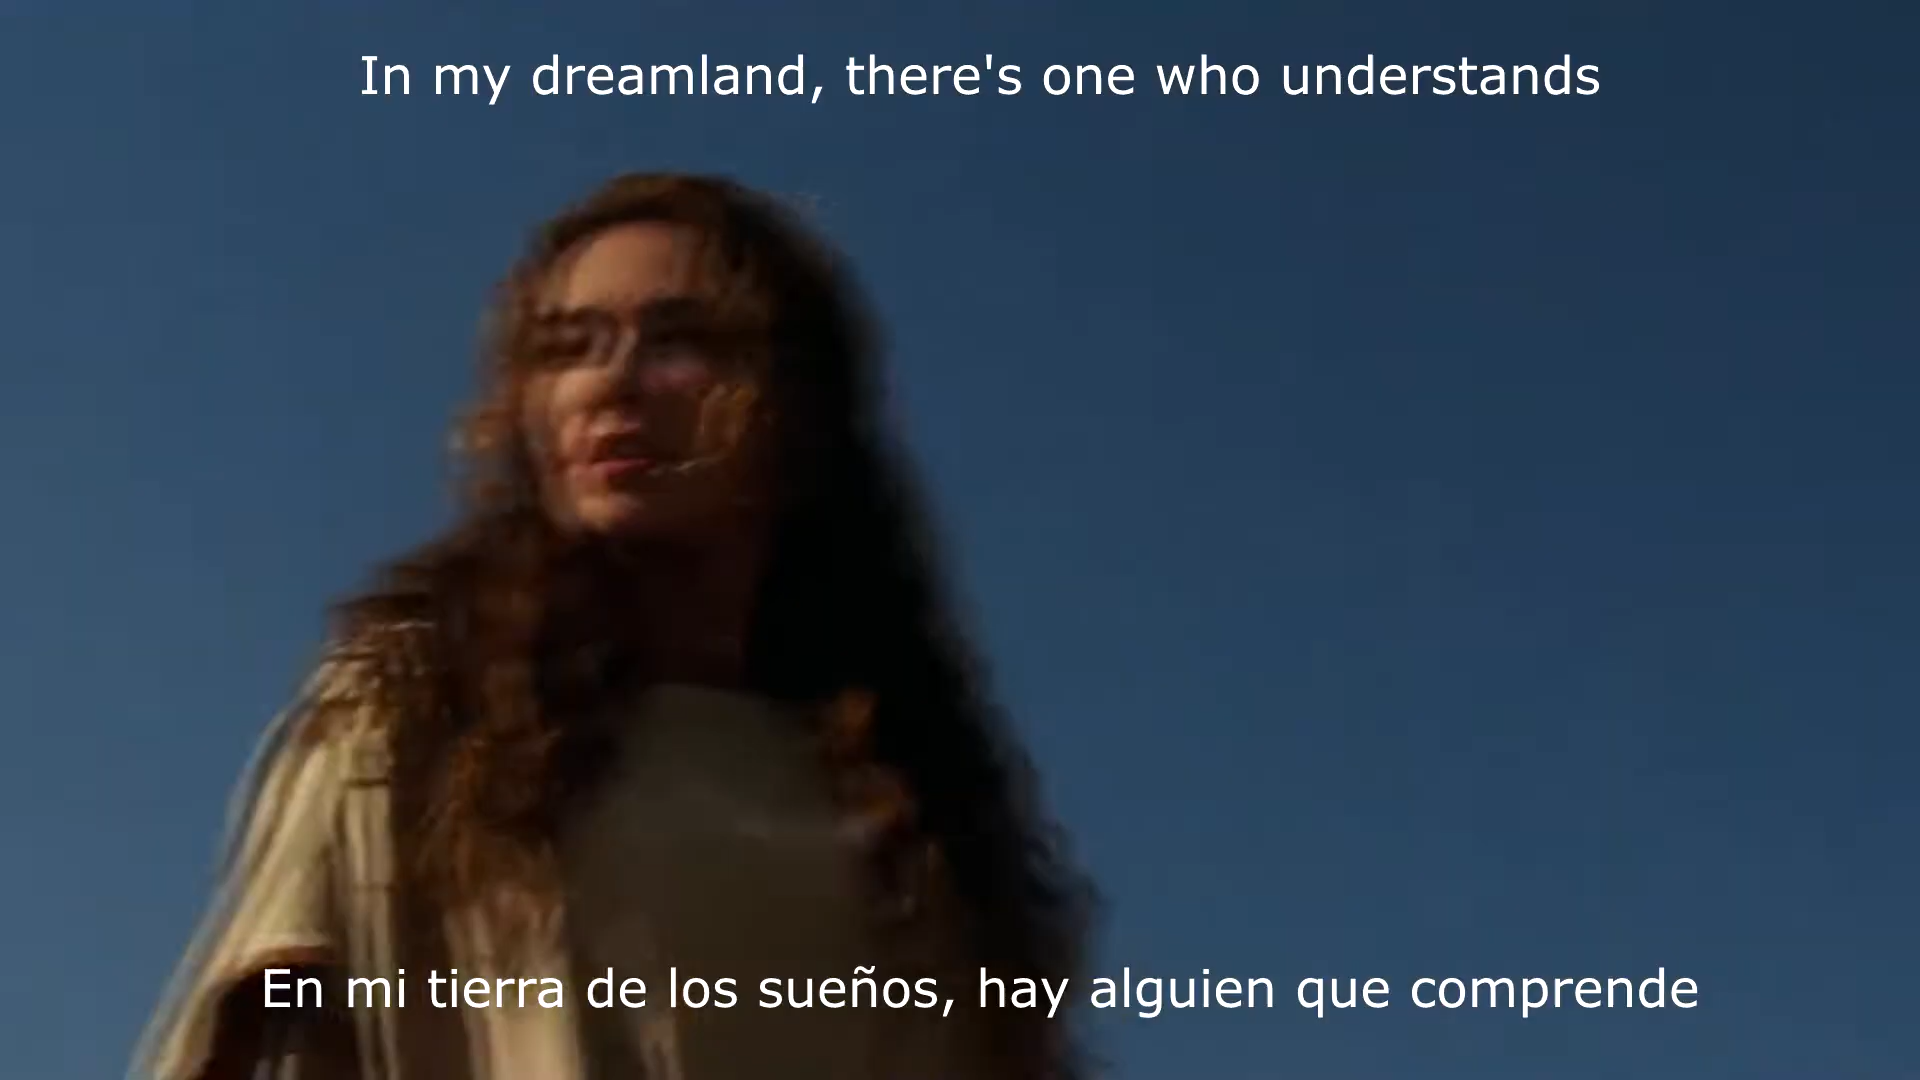 In my dreamland, there's one who understands
En mi tierra de los sueños, hay alguien que comprende